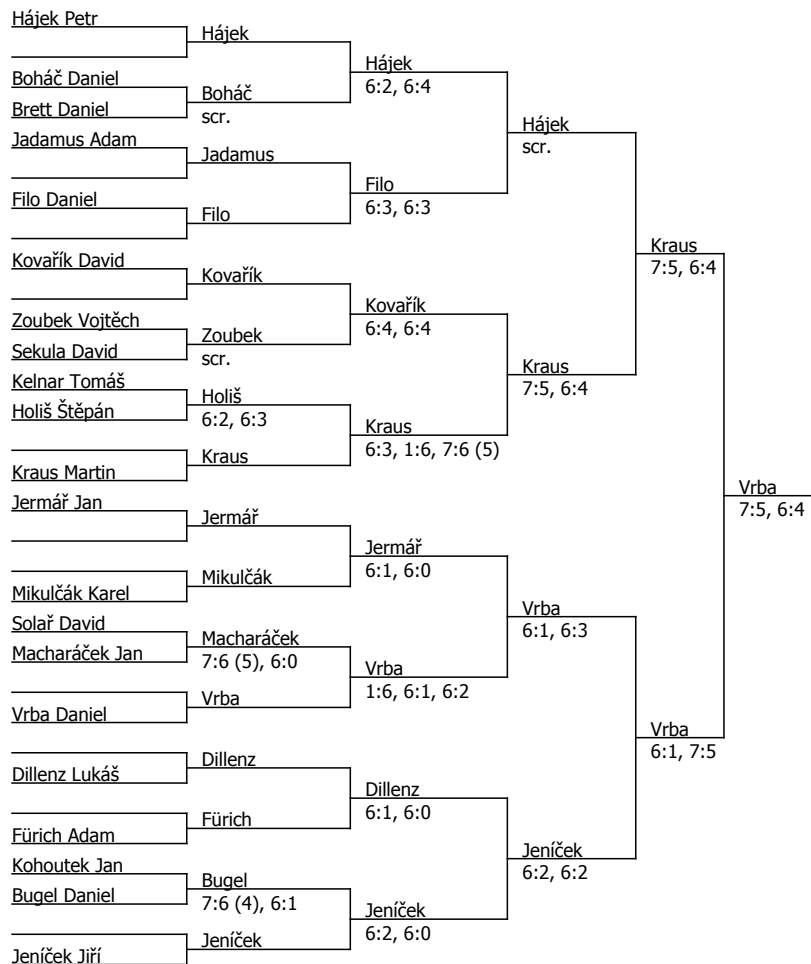 Hájek Petr
Hájek
Hájek
6:2, 6:4
Boháč Daniel
Boháč
scr.
Brett Daniel
Hájek
scr.
Jadamus Adam
Jadamus
Filo
6:3, 6:3
Filo Daniel
Filo
Kraus
7:5, 6:4
Kovařík David
Kovařík
Kovařík
6:4, 6:4
Zoubek Vojtěch
Zoubek
scr.
Sekula David
Kraus
7:5, 6:4
Kelnar Tomáš
Holiš
6:2, 6:3
Holiš Štěpán
Kraus
6:3, 1:6, 7:6 (5)
Kraus
Kraus Martin
Vrba
7:5, 6:4
Jermář Jan
Jermář
Jermář
6:1, 6:0
Mikulčák
Mikulčák Karel
Vrba
6:1, 6:3
Solař David
Macharáček
7:6 (5), 6:0
Macharáček Jan
Vrba
1:6, 6:1, 6:2
Vrba
Vrba Daniel
Vrba
6:1, 7:5
Dillenz
Dillenz Lukáš
Dillenz
6:1, 6:0
Fürich
Fürich Adam
Jeníček
6:2, 6:2
Kohoutek Jan
Bugel
7:6 (4), 6:1
Bugel Daniel
Jeníček
6:2, 6:0
Jeníček
Jeníček Jiří